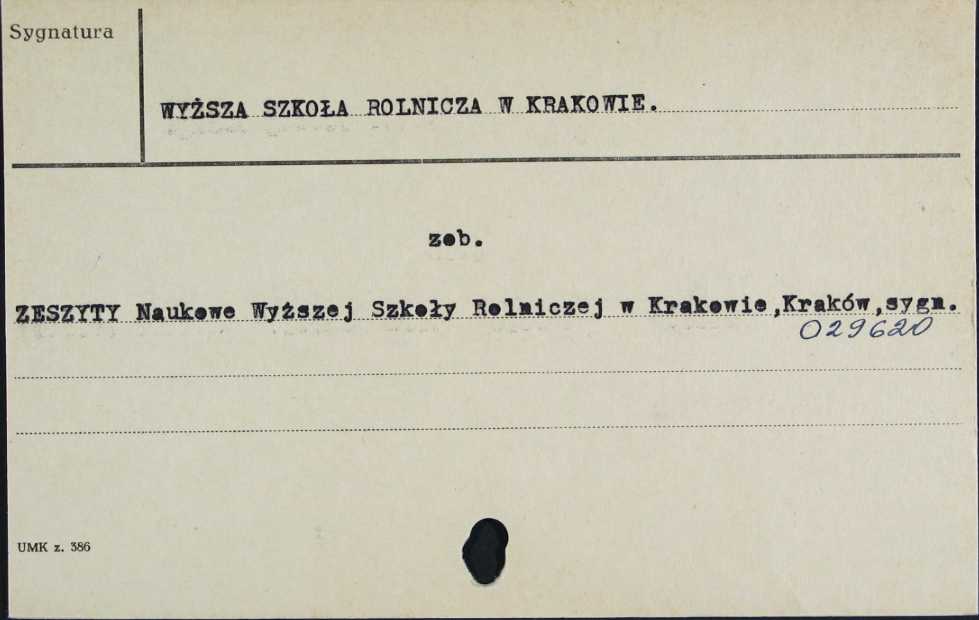 Sygnatura
WYŻSZA SZKOŁA ROLNICZA W KRAKOWIE.
zob.
ZESZYTY Naukowe Wyższej Szkoły Rolniczej w Krakowie,Kraków,sygn.
029620
UMK z. 386